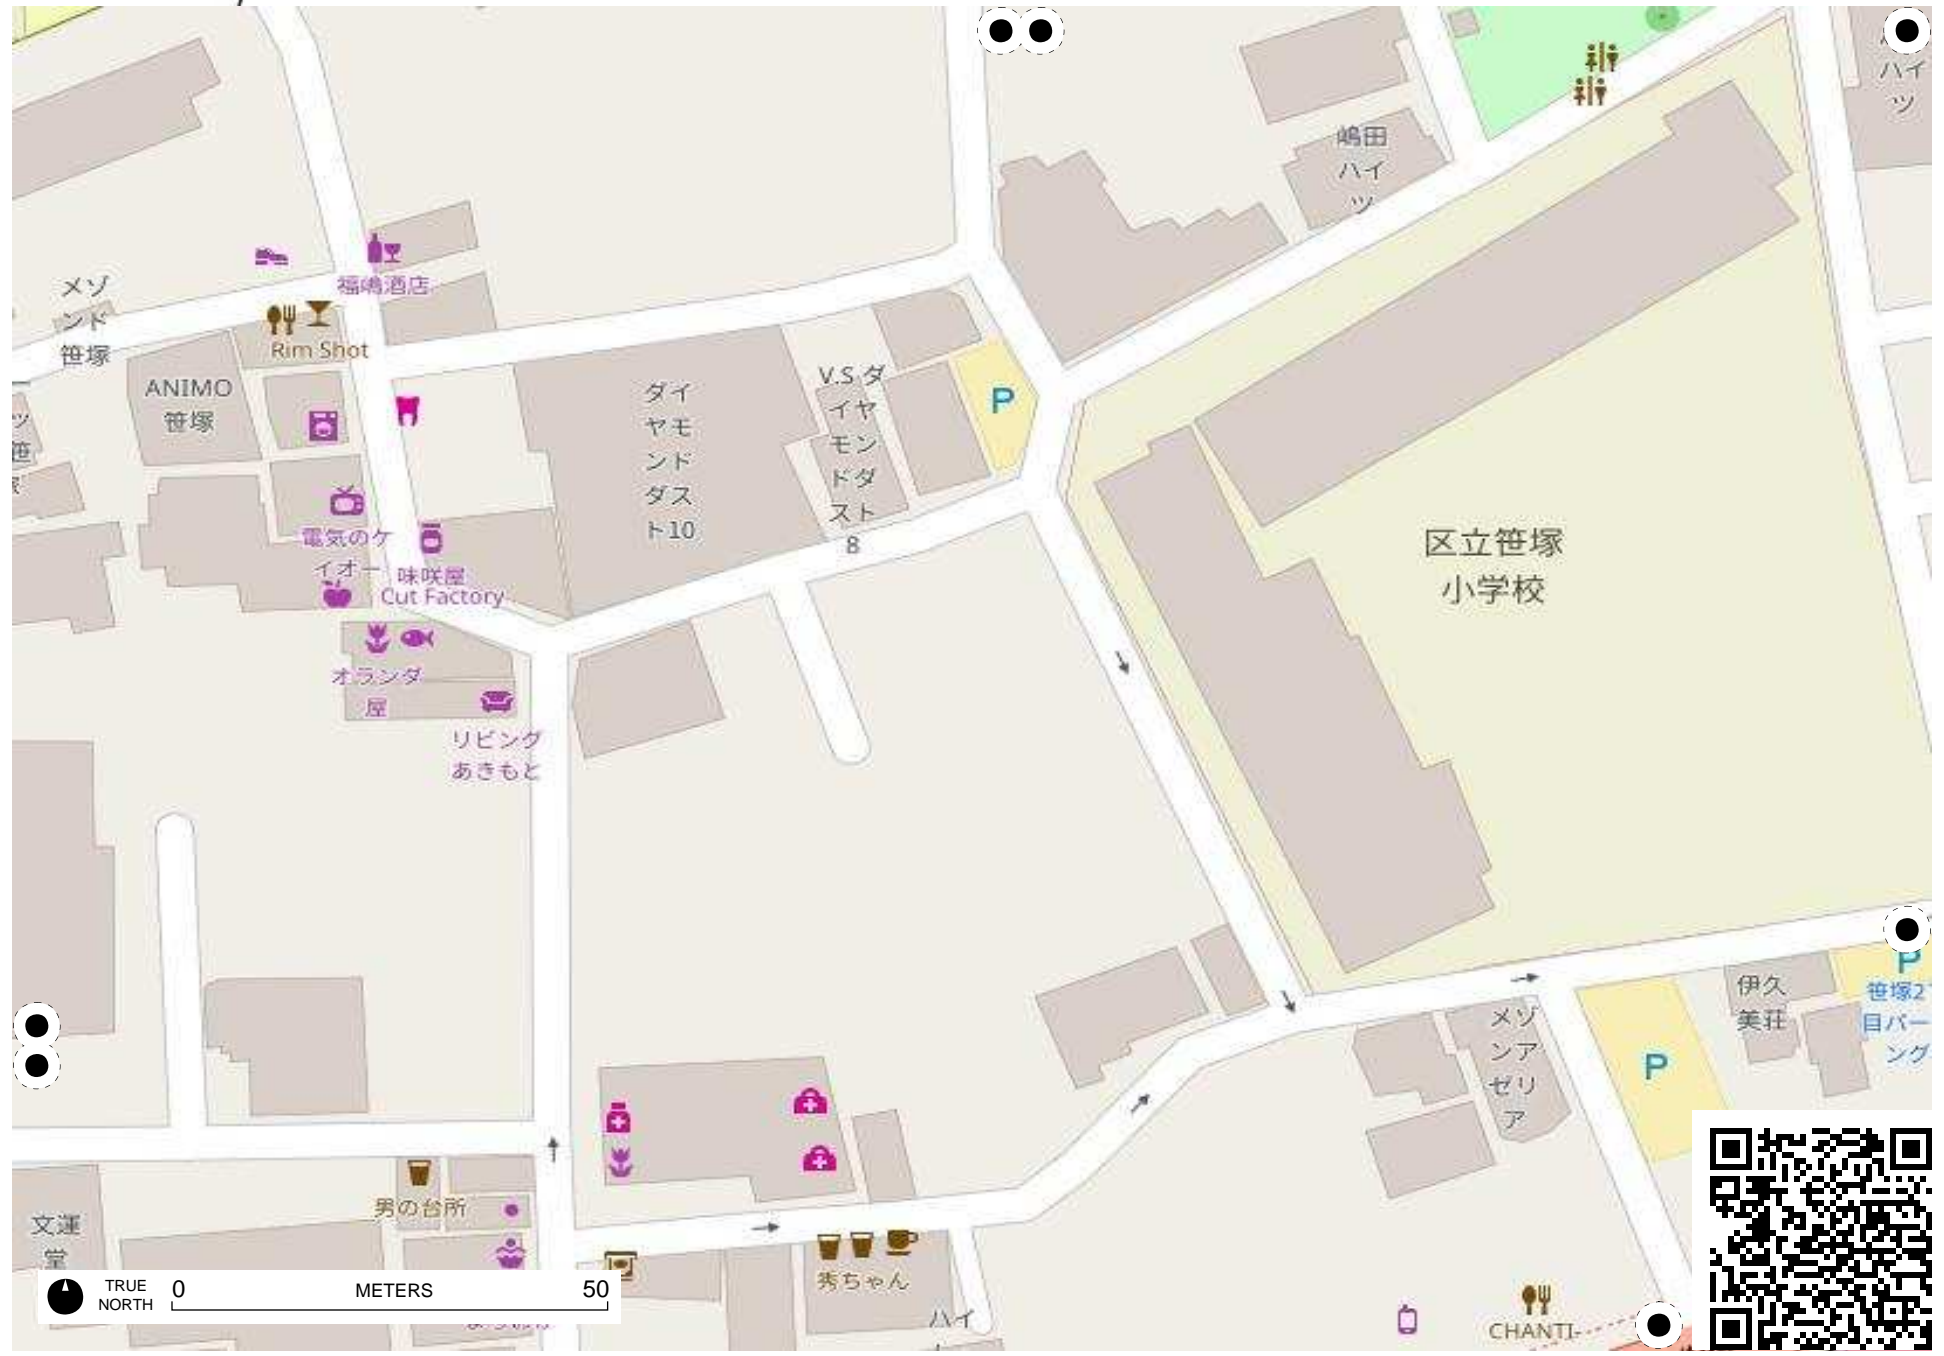 ハイ
ツ
嶋田
ハイ
ツ
福嶋酒店
メゾ
ンド
笹塚
Rim Shot
ANIMO
笹塚
ツ
笹
塚
ダイ
ヤモ
ンド
ダス
ト10
V.S ダ
イヤ
モン
ドダ
スト
P
8
電気のケ
イオー
味咲屋
Cut Factory
区立笹塚
小学校
オランダ
屋
リビング
あきもと
伊久
美荘
P
笹塚2
目パー
ング
メゾ
ンア
ゼリ
ア
P
男の台所
文運
堂
秀ちゃん
ハイ
CHANTI-
TRUE
NORTH
0
METERS
50